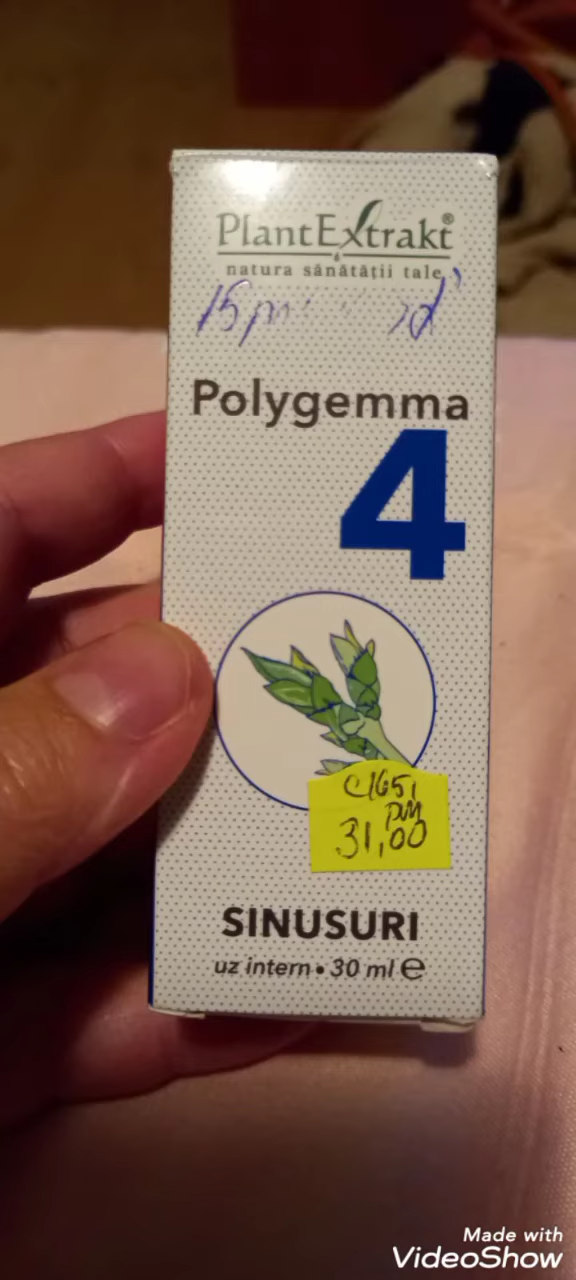 PlantExtrakt®
natura sănătății tale
Polygemma
4
31,00
SINUSURI
uz intern • 30 ml e
Made with
VideoShow